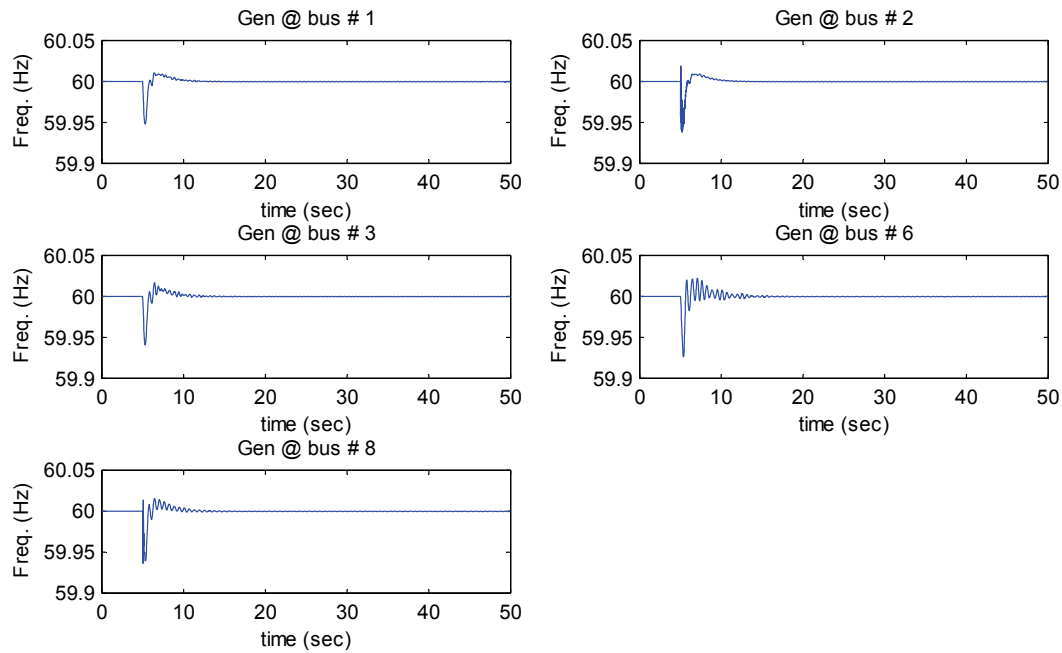 Gen @ bus # 1
60.05
60
59.95
59.9
Freq. (Hz)
0 10 20 30 40 50
time (sec)
Gen @ bus # 2
60.05
60
59.95
59.9
Freq. (Hz)
0 10 20 30 40 50
time (sec)
Gen @ bus # 3
60.05
60
59.95
59.9
Freq. (Hz)
0 10 20 30 40 50
time (sec)
Gen @ bus # 6
60.05
60
59.95
59.9
Freq. (Hz)
0 10 20 30 40 50
time (sec)
Gen @ bus # 8
60.05
60
59.95
59.9
Freq. (Hz)
0 10 20 30 40 50
time (sec)